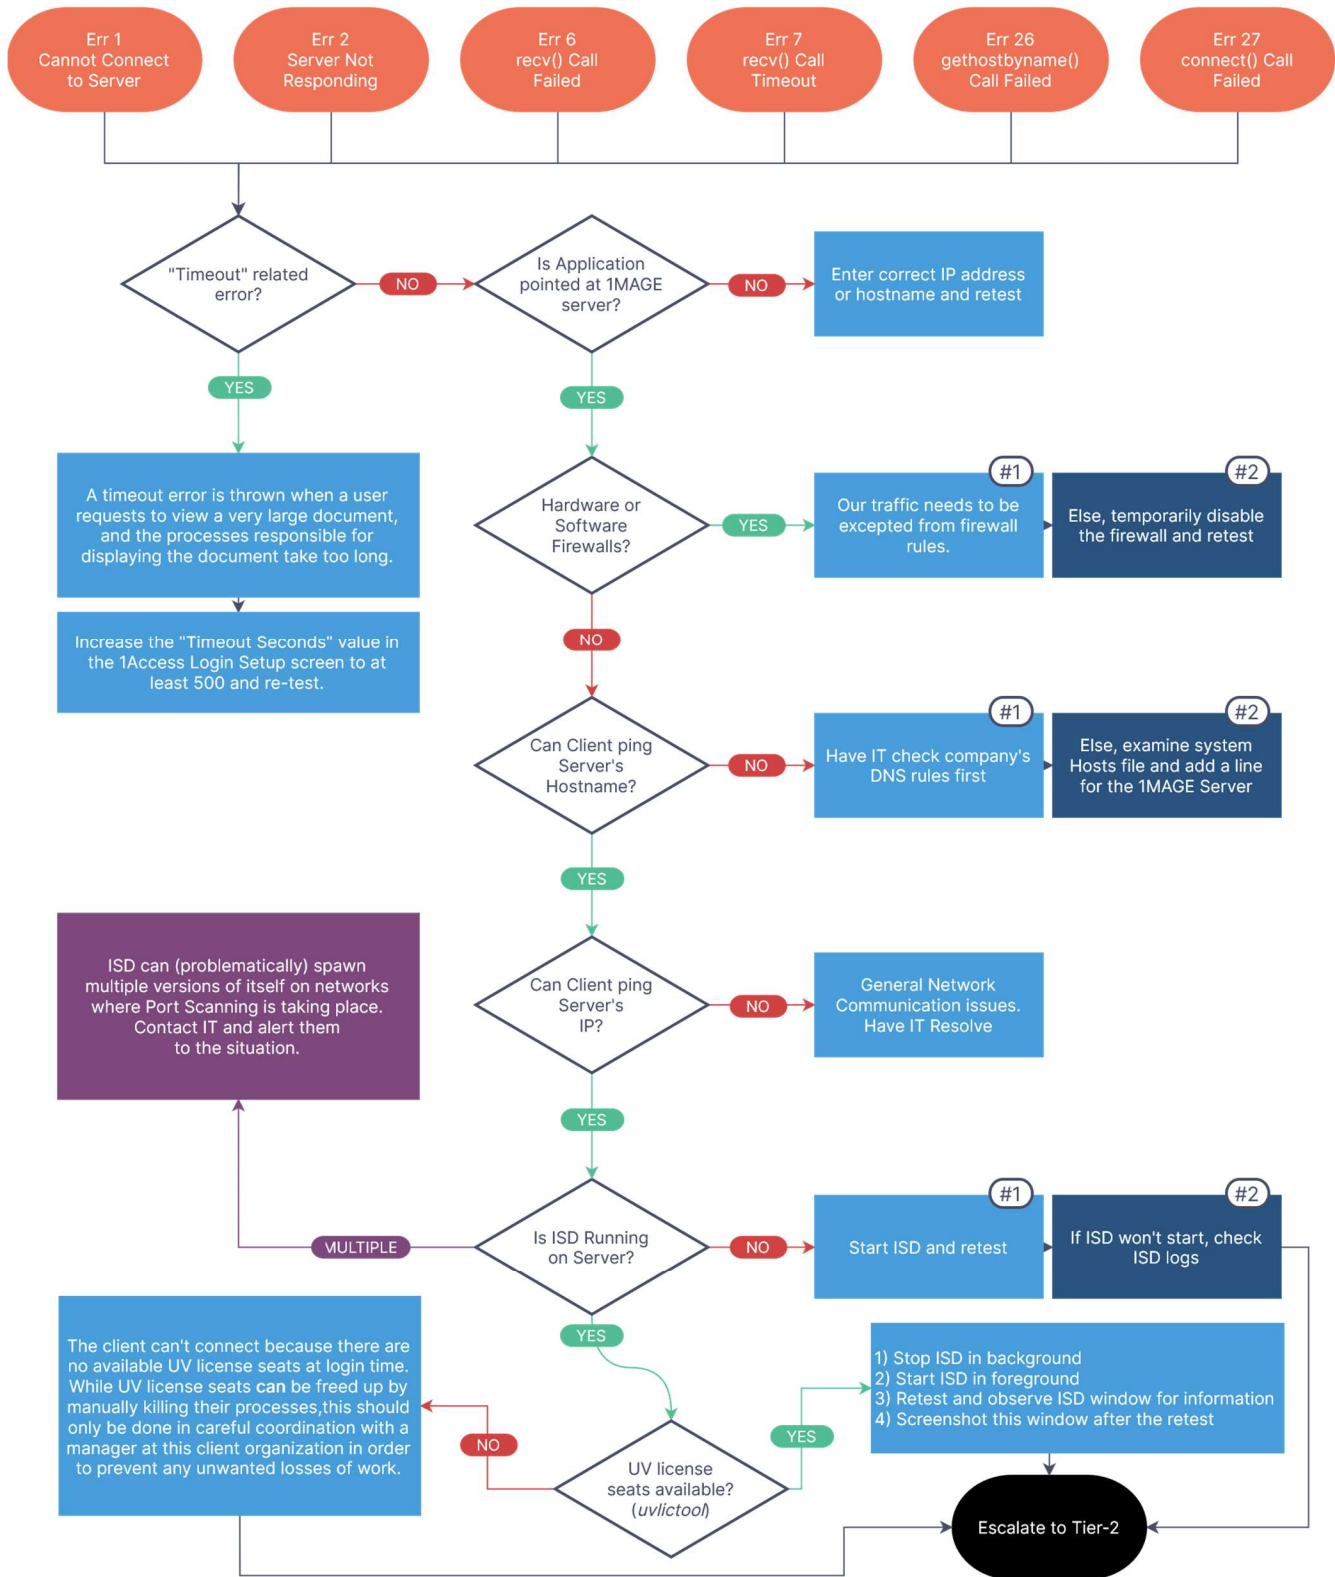 Err 1
Cannot Connect
to Server
Err 2
Server Not
Responding
Err 6
recv() Call
Failed
Err 7
recv() Call
Timeout
Err 26
gethostbyname()
Call Failed
Err 27
connect() Call
Failed
"Timeout" related
error?
NO
Is Application
pointed at 1MAGE
server?
NO
Enter correct IP address
or hostname and retest
YES
YES
A timeout error is thrown when a user
requests to view a very large document,
and the processes responsible for
displaying the document take too long.
Increase the "Timeout Seconds" value in
the 1Access Login Setup screen to at
least 500 and re-test.
Hardware or
Software
Firewalls?
YES
#1
Our traffic needs to be
excepted from firewall
rules.
#2
Else, temporarily disable
the firewall and retest
NO
Can Client ping
Server's
Hostname?
NO
#1
Have IT check company's
DNS rules first
#2
Else, examine system
Hosts file and add a line
for the 1MAGE Server
YES
Can Client ping
Server's
IP?
NO
General Network
Communication issues.
Have IT Resolve
ISD can (problematically) spawn
multiple versions of itself on networks
where Port Scanning is taking place.
Contact IT and alert them
to the situation.
YES
MULTIPLE
Is ISD Running
on Server?
NO
#1
Start ISD and retest
#2
If ISD won't start, check
ISD logs
YES
The client can't connect because there are
no available UV license seats at login time.
While UV license seats can be freed up by
manually killing their processes,this should
only be done in careful coordination with a
manager at this client organization in order
to prevent any unwanted losses of work.
NO
UV license
seats available?
(uvlictool)
YES
1) Stop ISD in background
2) Start ISD in foreground
3) Retest and observe ISD window for information
4) Screenshot this window after the retest
Escalate to Tier-2